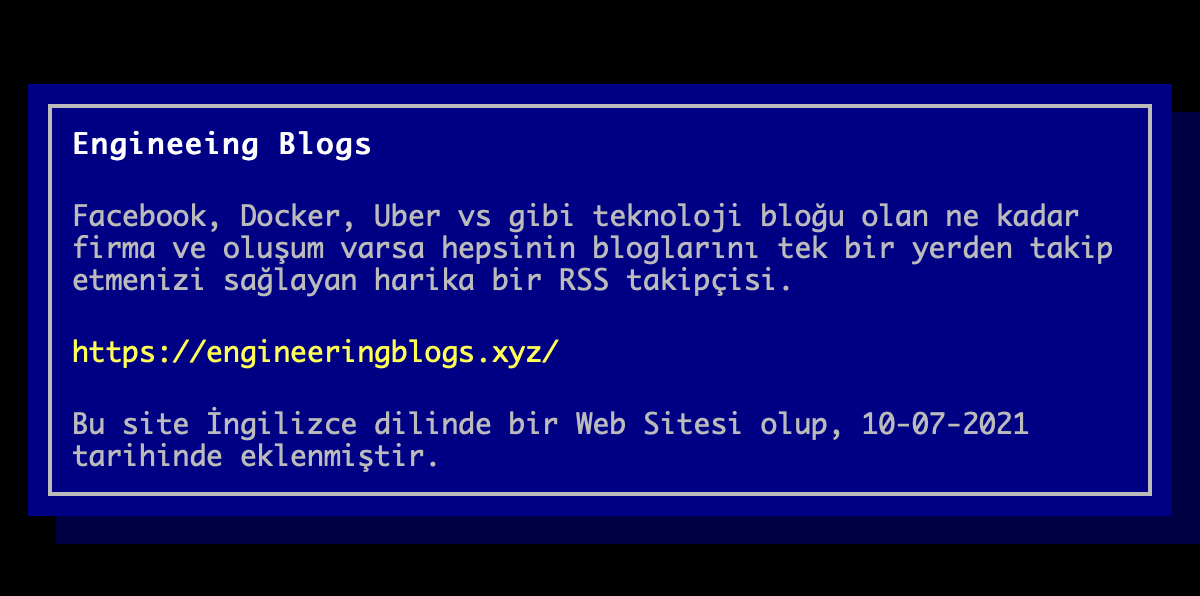 Engineeing Blogs
Facebook, Docker, Uber vs gibi teknoloji bloğu olan ne kadar
firma ve oluşum varsa hepsinin bloglarını tek bir yerden takip
etmenizi sağlayan harika bir RSS takipçisi.
https://engineeringblogs.xyz/
Bu site İngilizce dilinde bir Web Sitesi olup, 10-07-2021
tarihinde eklenmiştir.